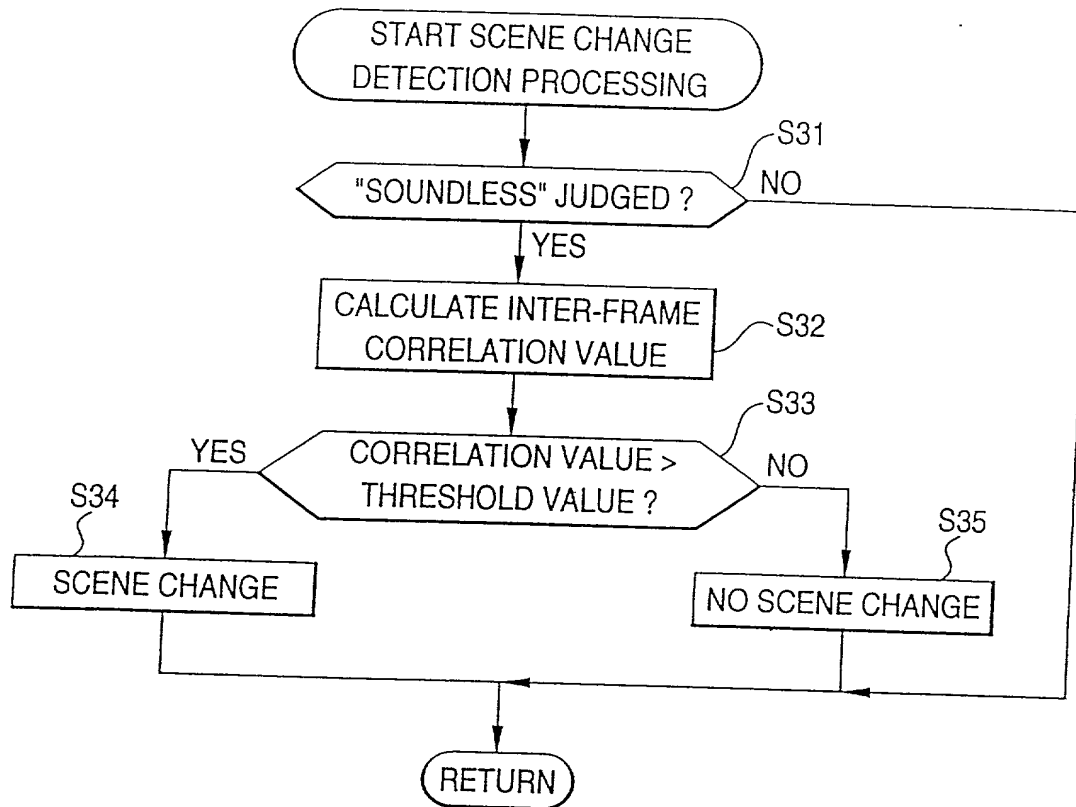 START SCENE CHANGE
DETECTION PROCESSING
S31
"SOUNDLESS" JUDGED ?
NO
YES
CALCULATE INTER-FRAME
CORRELATION VALUE
S32
S33
YES
CORRELATION VALUE >
THRESHOLD VALUE ?
NO
S34
S35
SCENE CHANGE
NO SCENE CHANGE
RETURN